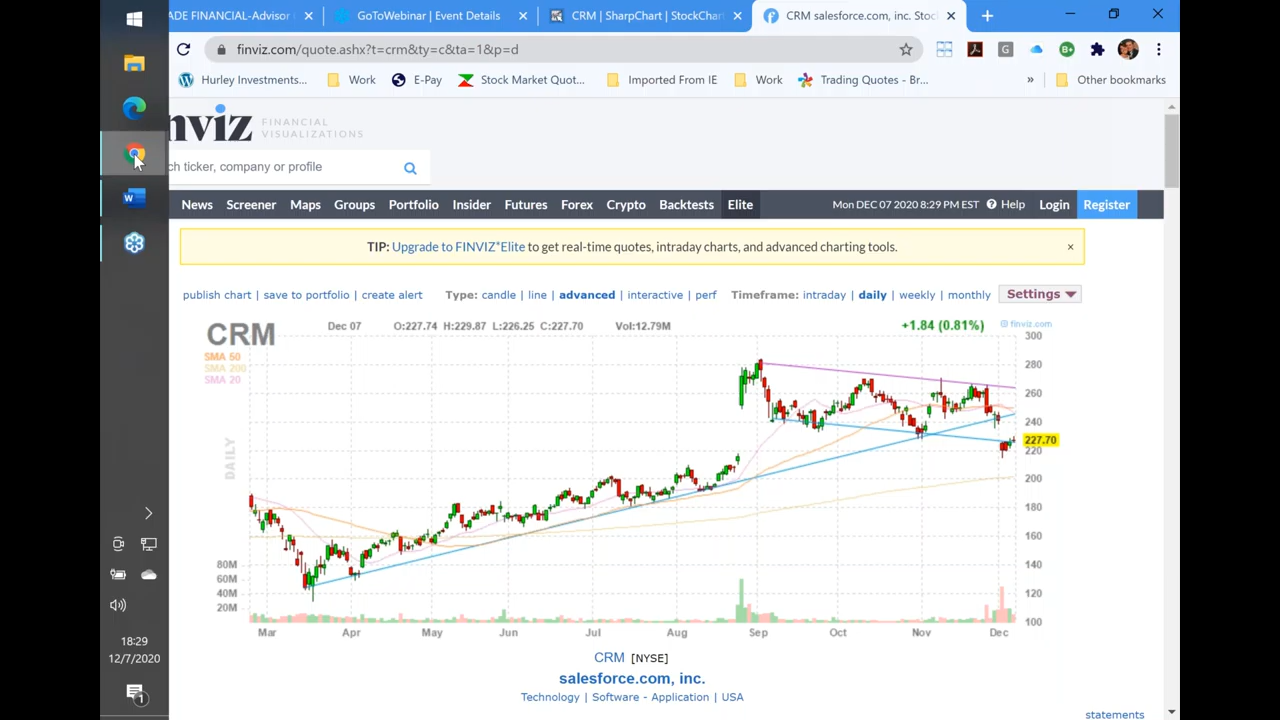 ADE FINANCIAL-Advisor
GoToWebinar | Event Details
CRM | SharpChart | StockChar
CRM salesforce.com, inc. Stoc
finviz.com/quote.ashx?t=crm&ty=c&ta=1&p=d
G
B+
Hurley Investments...
Work
E-Pay
Stock Market Quot...
Imported From IE
Work
Trading Quotes - Br...
»
Other bookmarks
nviz
FINANCIAL
VISUALIZATIONS
ch ticker, company or profile
News
Screener
Maps
Groups
Portfolio
Insider
Futures
Forex
Crypto
Backtests
Elite
Mon DEC 07 2020 8:29 PM EST
Help
Login
Register
TIP: Upgrade to FINVIZ*Elite to get real-time quotes, intraday charts, and advanced charting tools.
×
publish chart | save to portfolio | create alert
Type: candle | line | advanced | interactive | perf
Timeframe: intraday | daily | weekly | monthly
Settings
CRM
Dec 07
O:227.74 H:229.87 L:226.25 C:227.70 Vol:12.79M
+1.84 (0.81%)
finviz.com
SMA 50
SMA 200
SMA 20
DAILY
300
280
260
240
227.70
220
200
180
160
140
120
100
80M
60M
40M
20M
Mar
Apr
May
Jun
Jul
Aug
Sep
Oct
Nov
Dec
CRM [NYSE]
salesforce.com, inc.
Technology | Software - Application | USA
statements
W
18:29
12/7/2020
1